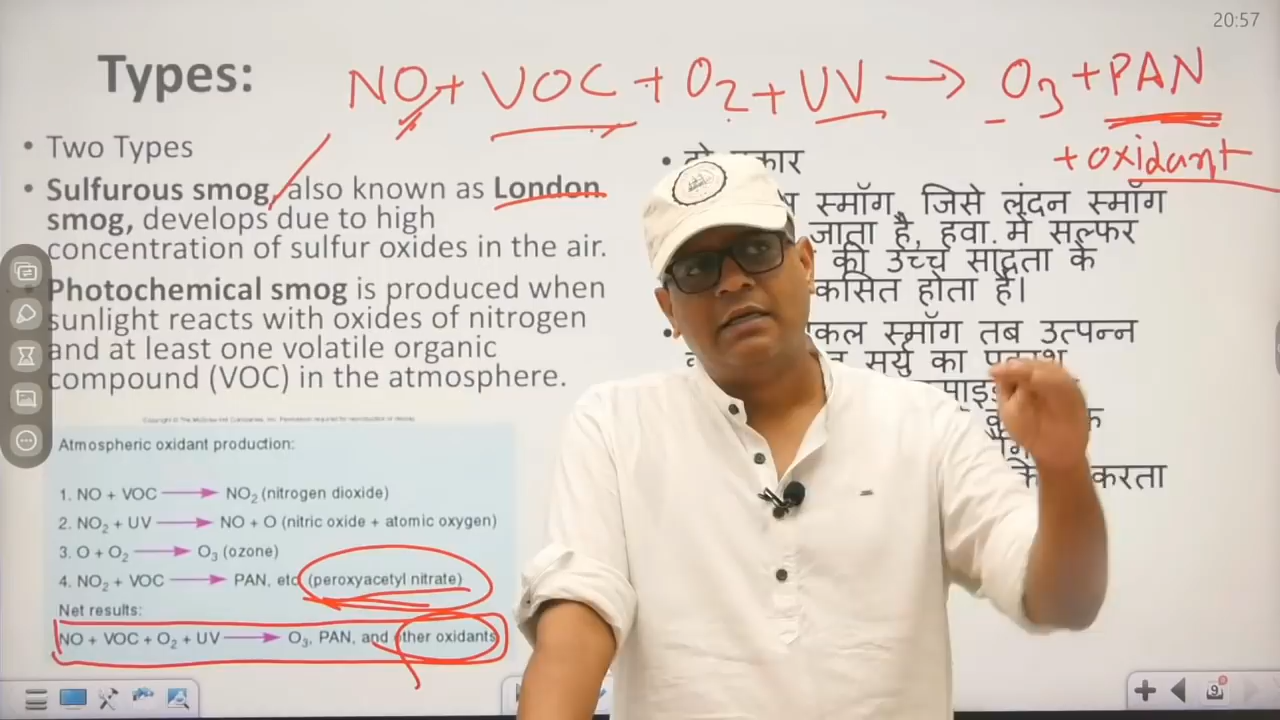 20:57
Types:
NO + VOC + O2 + UV → O3 + PAN
+ oxidant
• Two Types
• Sulfurous smog, also known as London
smog, develops due to high
concentration of sulfur oxides in the air.
• Photochemical smog is produced when
sunlight reacts with oxides of nitrogen
and at least one volatile organic
compound (VOC) in the atmosphere.
Atmospheric oxidant production:
1. NO + VOC → NO2 (nitrogen dioxide)
2. NO2 + UV → NO + O (nitric oxide + atomic oxygen)
3. O + O2 → O3 (ozone)
4. NO2 + VOC → PAN, etc (peroxyacetyl nitrate)
Net results:
NO + VOC + O2 + UV → O3, PAN, and other oxidants
स्मॉग, जिसे लंदन स्मॉग
जाता है, हवा में सल्फर
की उच्च सांद्रता के
स्मॉग तब उत्पन्न
का
करता
9